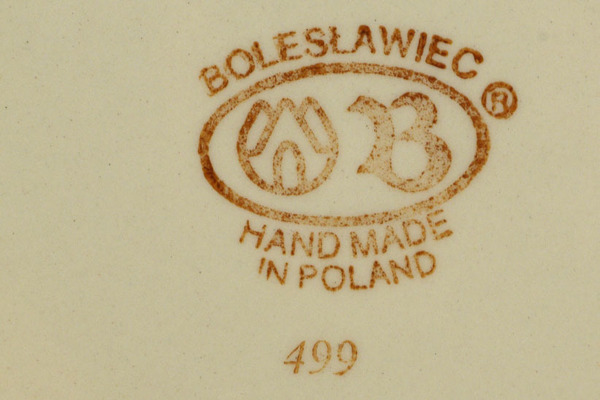 BOLESŁAWIEC
®
B
HAND MADE
IN POLAND
499